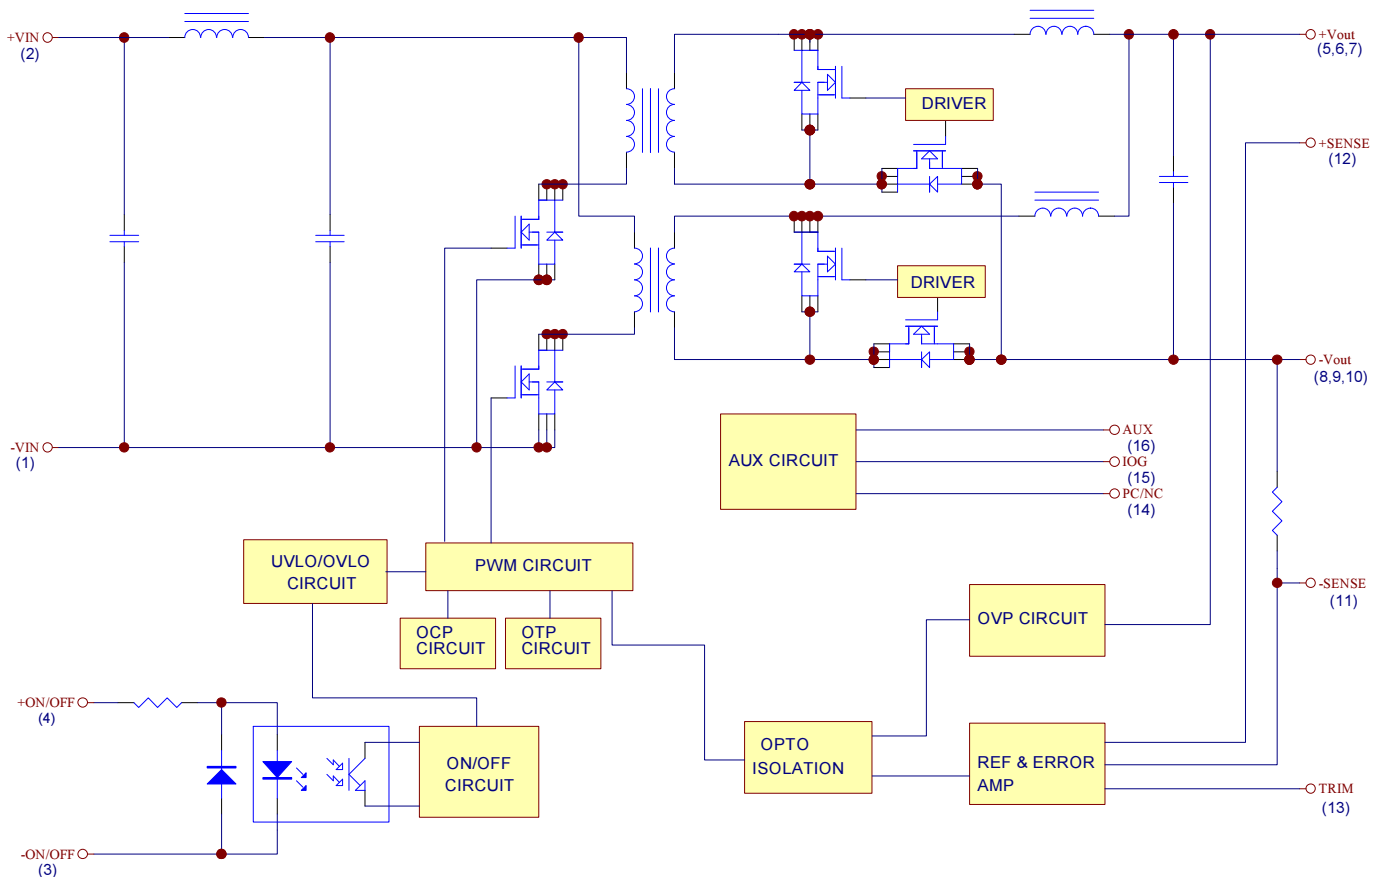 +VIN
(2)
+Vout
(5,6,7)
DRIVER
+SENSE
(12)
DRIVER
-Vout
(8,9,10)
-VIN
(1)
AUX CIRCUIT
AUX
(16)
IOG
(15)
PC/NC
(14)
UVLO/OVLO
CIRCUIT
PWM CIRCUIT
OCP
CIRCUIT
OTP
CIRCUIT
OVP CIRCUIT
-SENSE
(11)
+ON/OFF
(4)
ON/OFF
CIRCUIT
OPTO
ISOLATION
REF & ERROR
AMP
TRIM
(13)
-ON/OFF
(3)